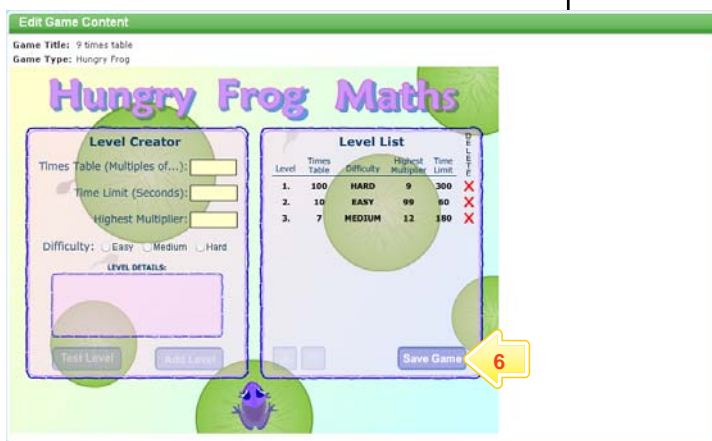 Edit Game Content
Game Title: 9 times table
Game Type: Hungry Frog
Hungry Frog Maths
Level Creator
Times Table (Multiples of...):
Time Limit (Seconds):
Highest Multiplier:
Difficulty: Easy Medium Hard
LEVEL DETAILS:
Test Level Add Level
Level List
DELETE
Level Times Table Difficulty Highest Multiplier Time Limit
1. 100 HARD 9 300 X
2. 10 EASY 99 60 X
3. 7 MEDIUM 12 180 X
Save Game
6